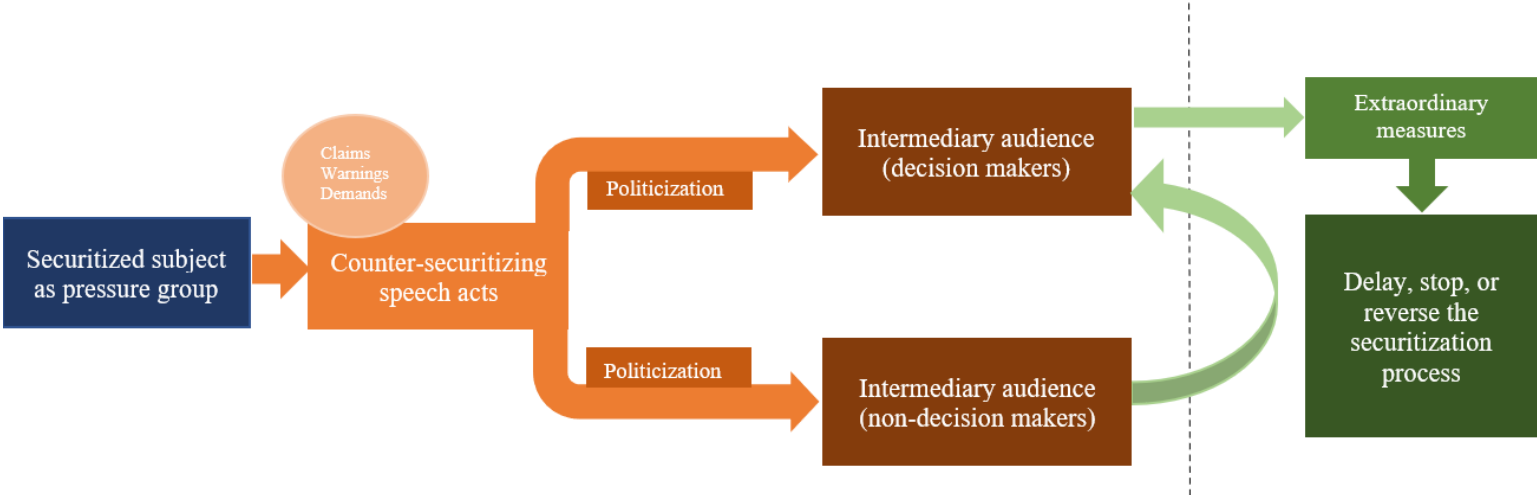 Securitized subject
as pressure group
Claims
Warnings
Demands
Counter-securitizing
speech acts
Politicization
Politicization
Intermediary audience
(decision makers)
Intermediary audience
(non-decision makers)
Extraordinary
measures
Delay, stop, or
reverse the
securitization
process